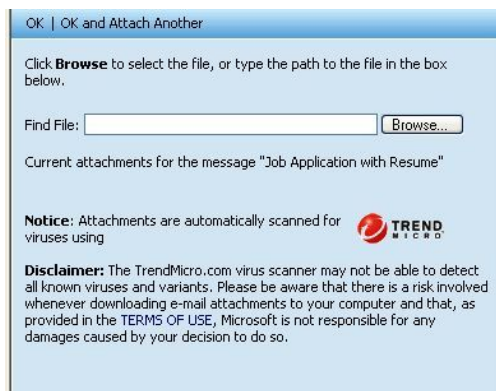 OK | OK and Attach Another
Click Browse to select the file, or type the path to the file in the box
below.
Find File:
Browse...
Current attachments for the message "Job Application with Resume"
Notice: Attachments are automatically scanned for
viruses using
TREND
MICRO
Disclaimer: The TrendMicro.com virus scanner may not be able to detect
all known viruses and variants. Please be aware that there is a risk involved
whenever downloading e-mail attachments to your computer and that, as
provided in the TERMS OF USE, Microsoft is not responsible for any
damages caused by your decision to do so.